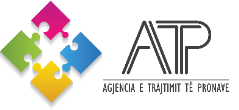 ATP
AGJENCIA E TRAJTIMIT TË PRONAVE